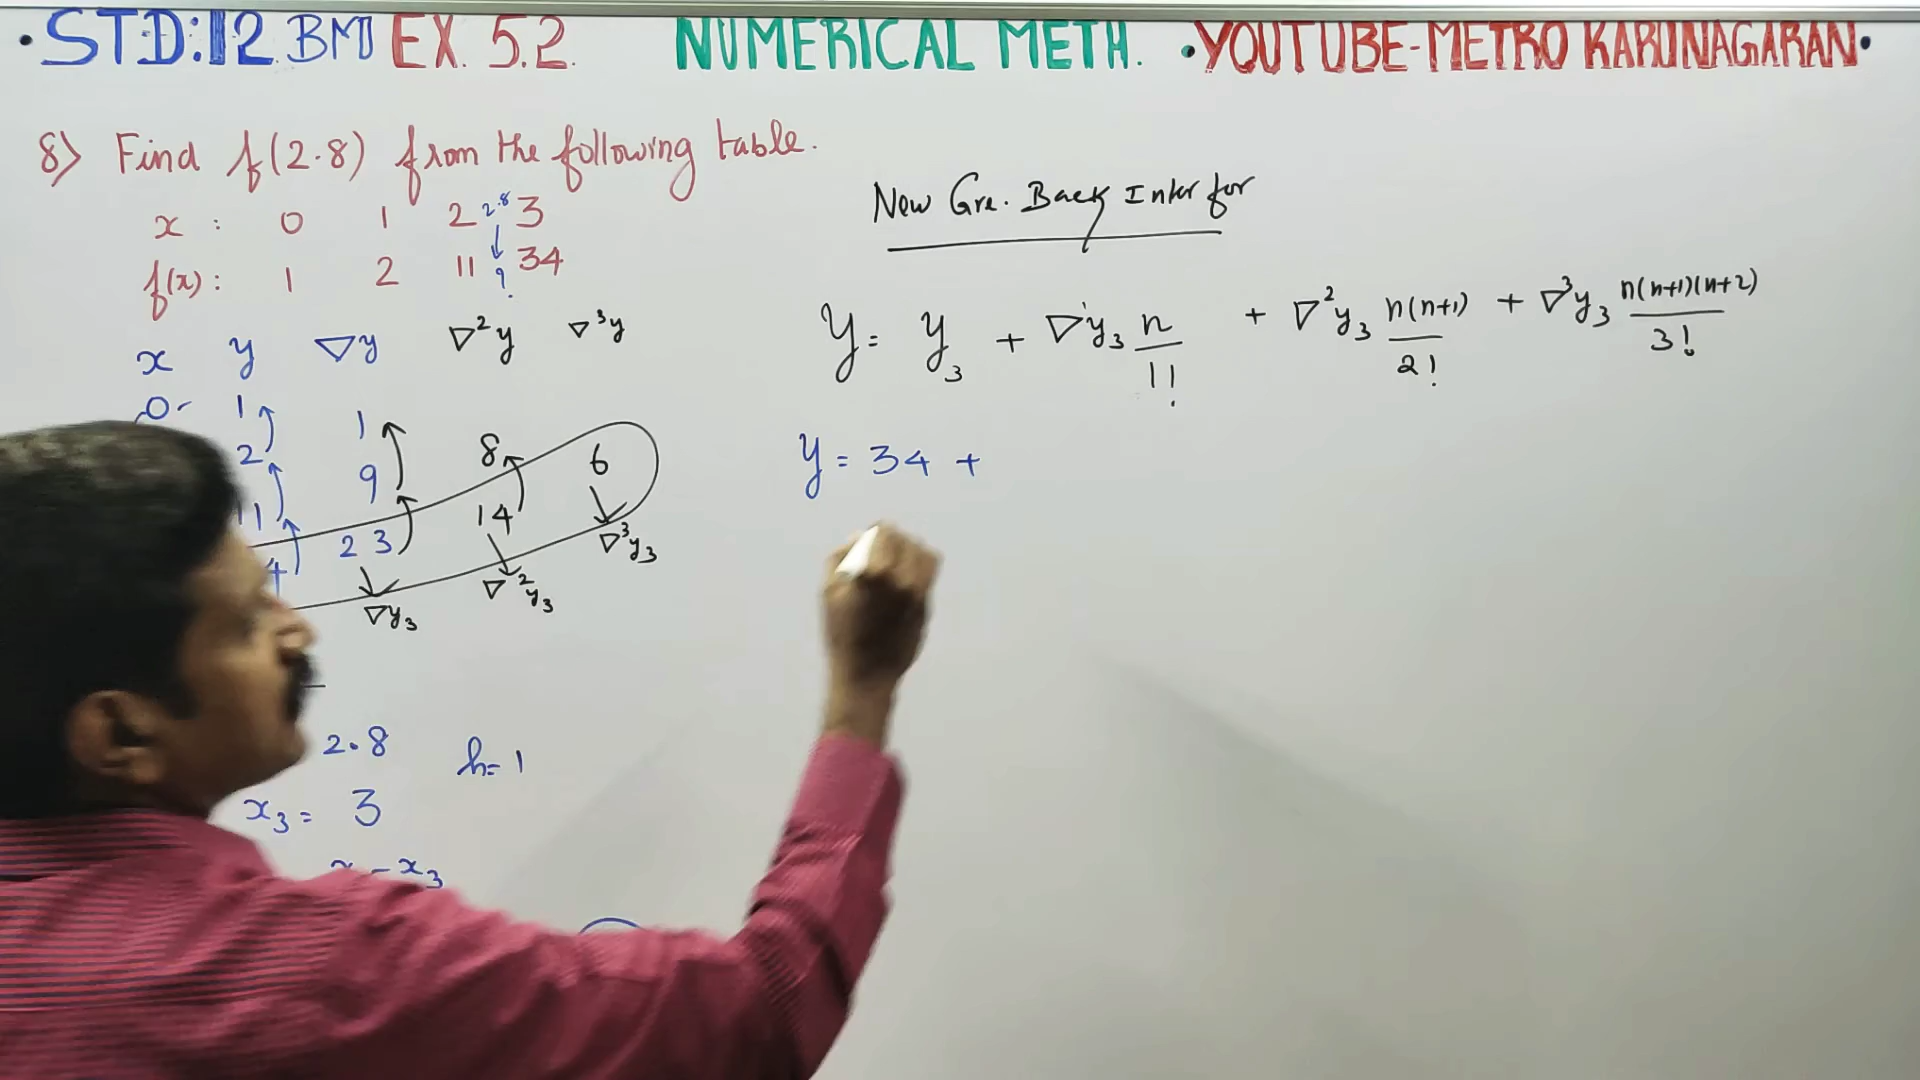 • STD:12 BM EX. 5.2. NUMERICAL METH. • YOUTUBE-METRO KARUNAGARAN •
8) Find f(2.8) from the following table.
x : 0 1 2 2.8 3
f(x): 1 2 11 ? 34
x y ∇y ∇²y ∇³y
0 1
2
11
4
1
9
23
8
14
6
∇y₃ ∇²y₃ ∇³y₃
2.8 h=1
x₃ = 3
x - x₃
New Gre. Back Inter for
Y = y₃ + ∇'y₃ n/1! + ∇²y₃ n(n+1)/2! + ∇³y₃ n(n+1)(n+2)/3!
y = 34 +